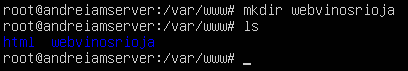 root@andreiamserver:/var/www# mkdir webvinosrioja
root@andreiamserver:/var/www# ls
html  webvinosrioja
root@andreiamserver:/var/www# _